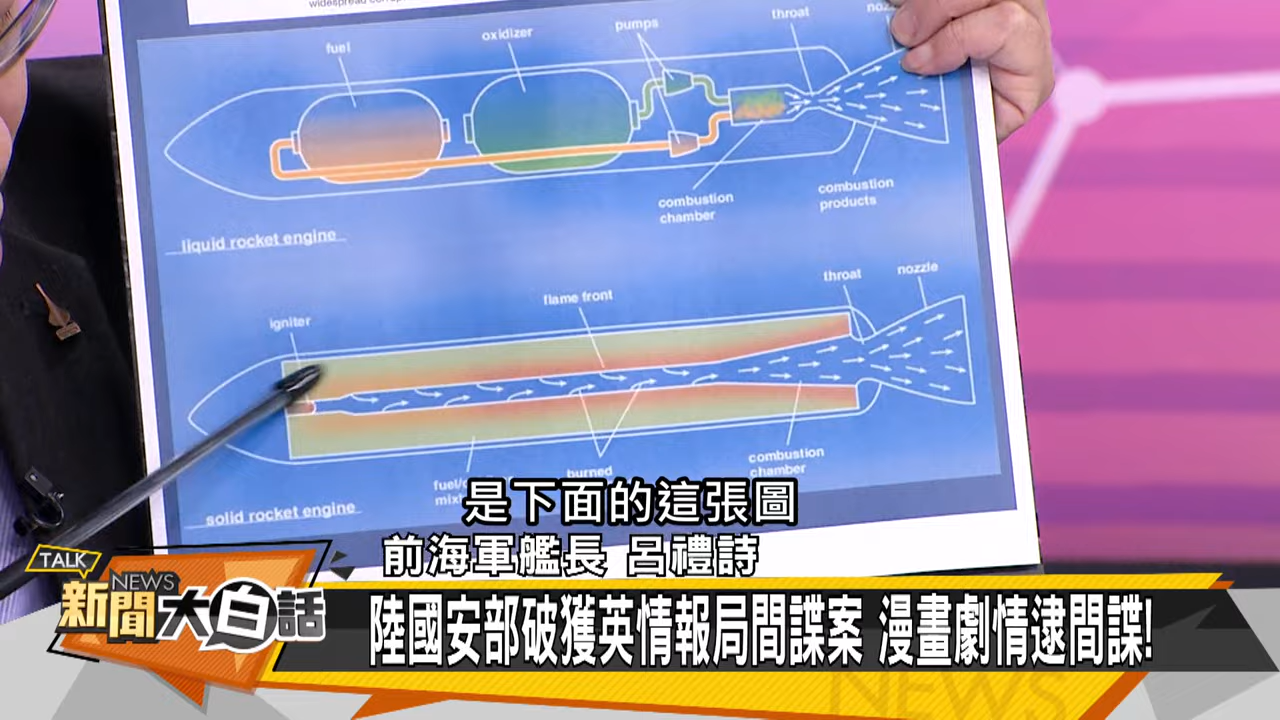 widespread
fuel
oxidizer
pumps
throat
combustion
chamber
combustion
products
liquid rocket engine
igniter
flame front
throat
nozzle
burned
combustion
chamber
solid rocket engine
是下面的這張圖
前海軍艦長 呂禮詩
TALK
NEWS
新聞大白話
陸國安部破獲英情報局間諜案 漫畫劇情逮間諜!
NEWS